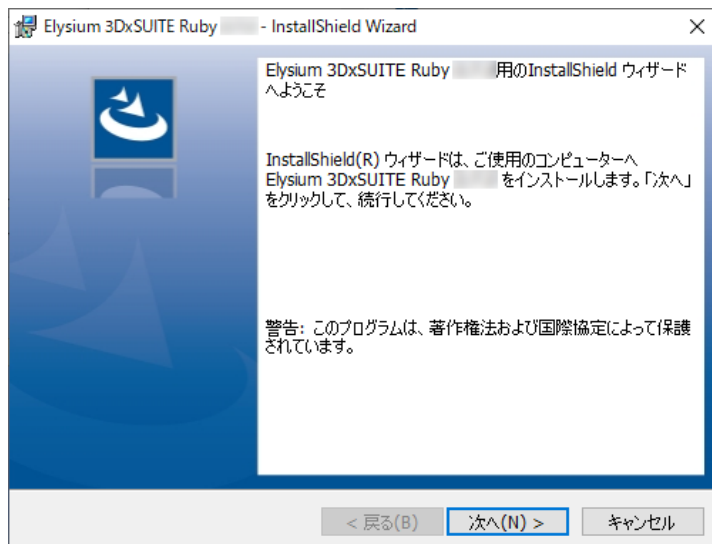 Elysium 3DxSUITE Ruby - InstallShield Wizard
Elysium 3DxSUITE Ruby 用のInstallShield ウィザード
へようこそ
InstallShield(R) ウィザードは、ご使用のコンピューターへ
Elysium 3DxSUITE Ruby をインストールします。「次へ」
をクリックして、続行してください。
警告: このプログラムは、著作権法および国際協定によって保護
されています。
< 戻る(B)
次へ(N) >
キャンセル